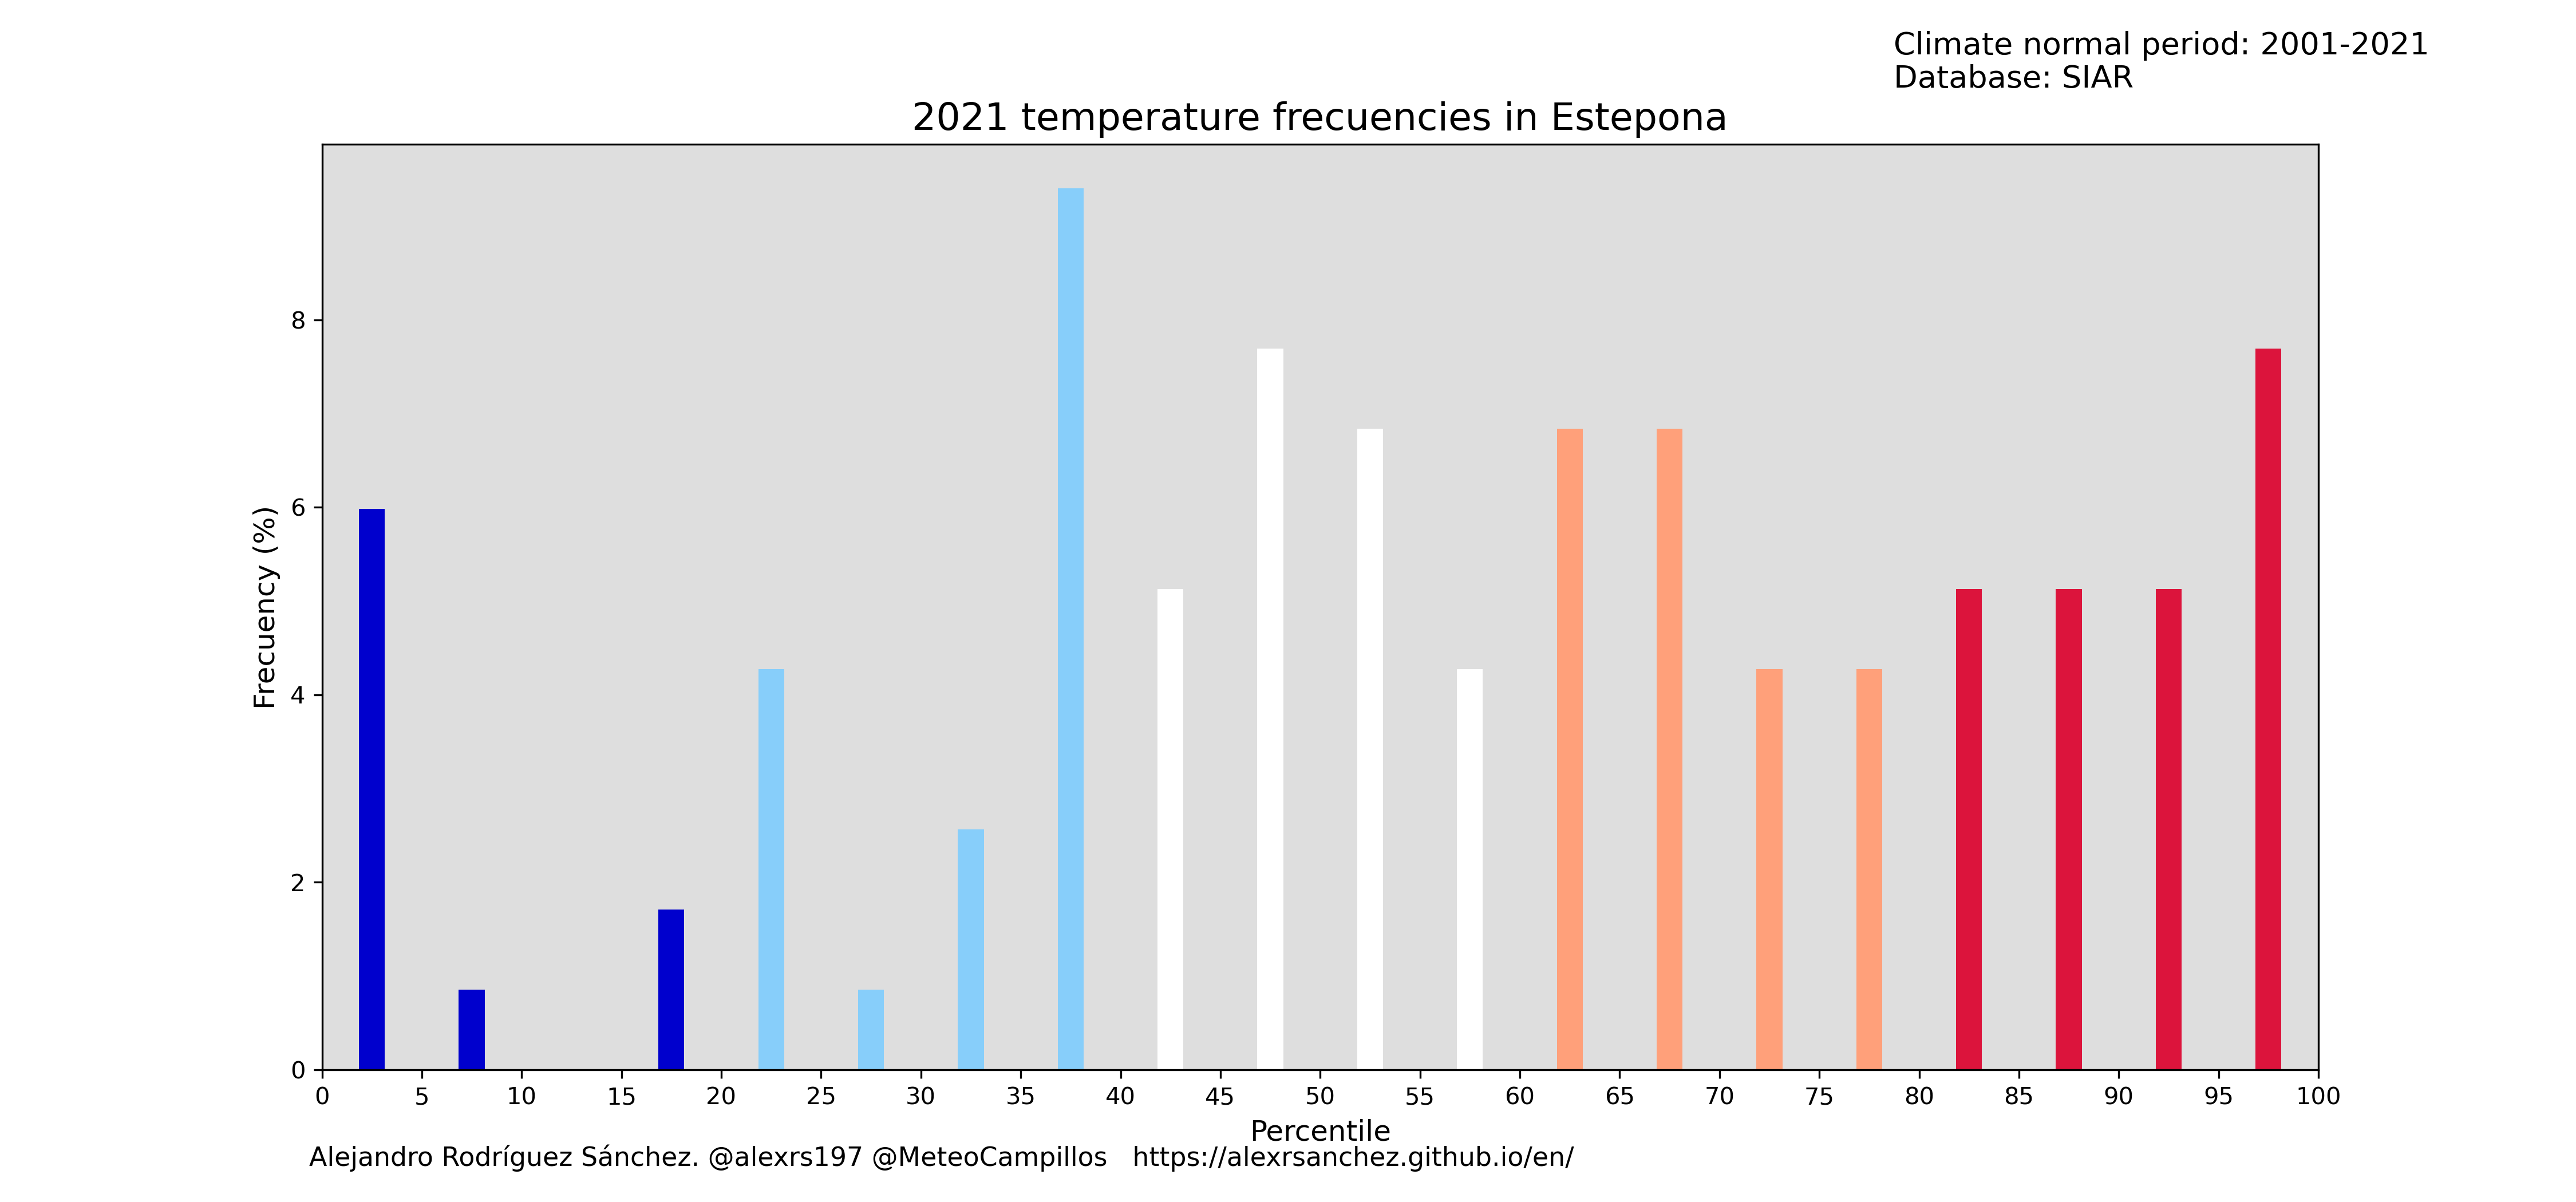 Climate normal period: 2001-2021
Database: SIAR
2021 temperature frecuencies in Estepona
Frecuency (%)
8
6
4
2
0
0 5 10 15 20 25 30 35 40 45 50 55 60 65 70 75 80 85 90 95 100
Percentile
Alejandro Rodríguez Sánchez. @alexrs197 @MeteoCampillos https://alexrsanchez.github.io/en/